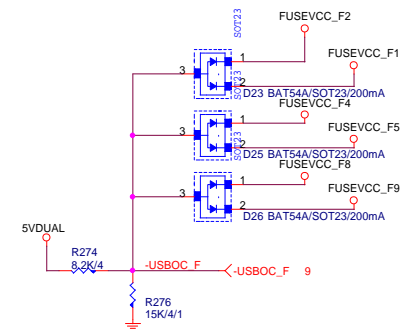 SOT23
FUSEVCC_F2
FUSEVCC_F1
3
1
2
D23 BAT54A/SOT23/200mA
SOT23
FUSEVCC_F4
3
1
FUSEVCC_F5
2
D25 BAT54A/SOT23/200mA
SOT23
FUSEVCC_F8
3
1
FUSEVCC_F9
2
D26 BAT54A/SOT23/200mA
5VDUAL
R274
8.2K/4
-USBOC_F
-USBOC_F 9
R276
15K/4/1